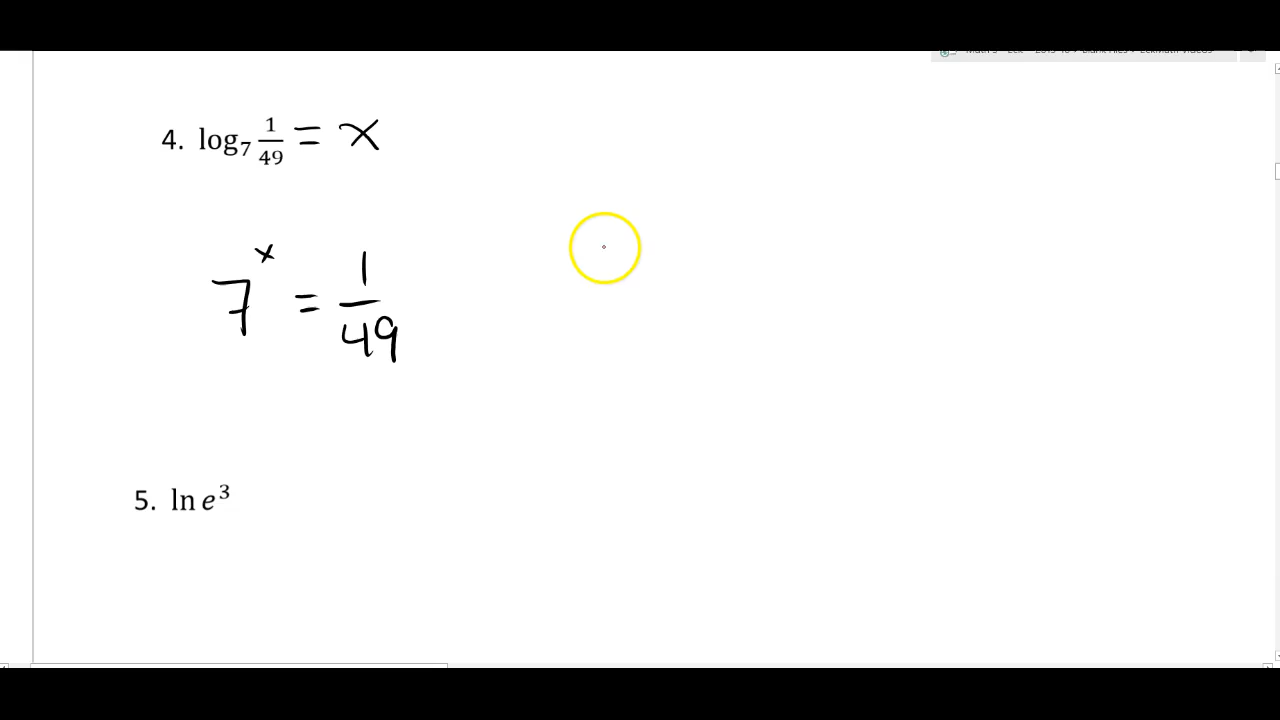 4. log₇ 1/49 = x
7ˣ = 1/49
5. ln e³